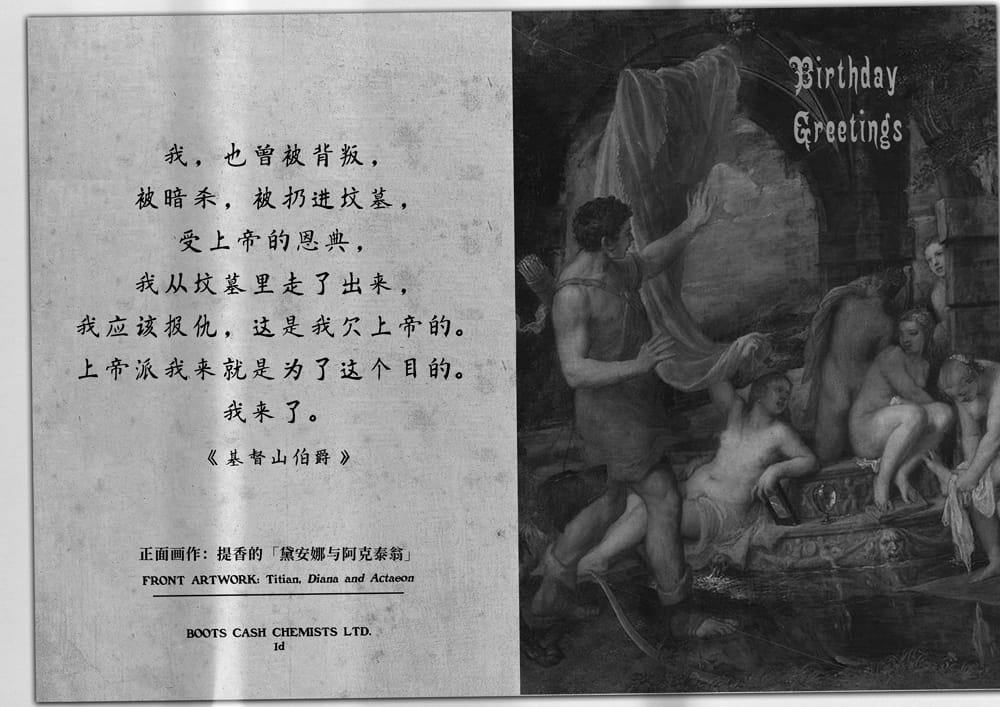 我，也曾被背叛，
被暗杀，被扔进坟墓，
受上帝的恩典，
我从坟墓里走了出来，
我应该报仇，这是我欠上帝的。
上帝派我来就是为了这个目的。
我来了。
《基督山伯爵》
正面画作：提香的「黛安娜与阿克泰翁」
FRONT ARTWORK: Titian, Diana and Actaeon
BOOTS CASH CHEMISTS LTD.
1d
Birthday
Greetings